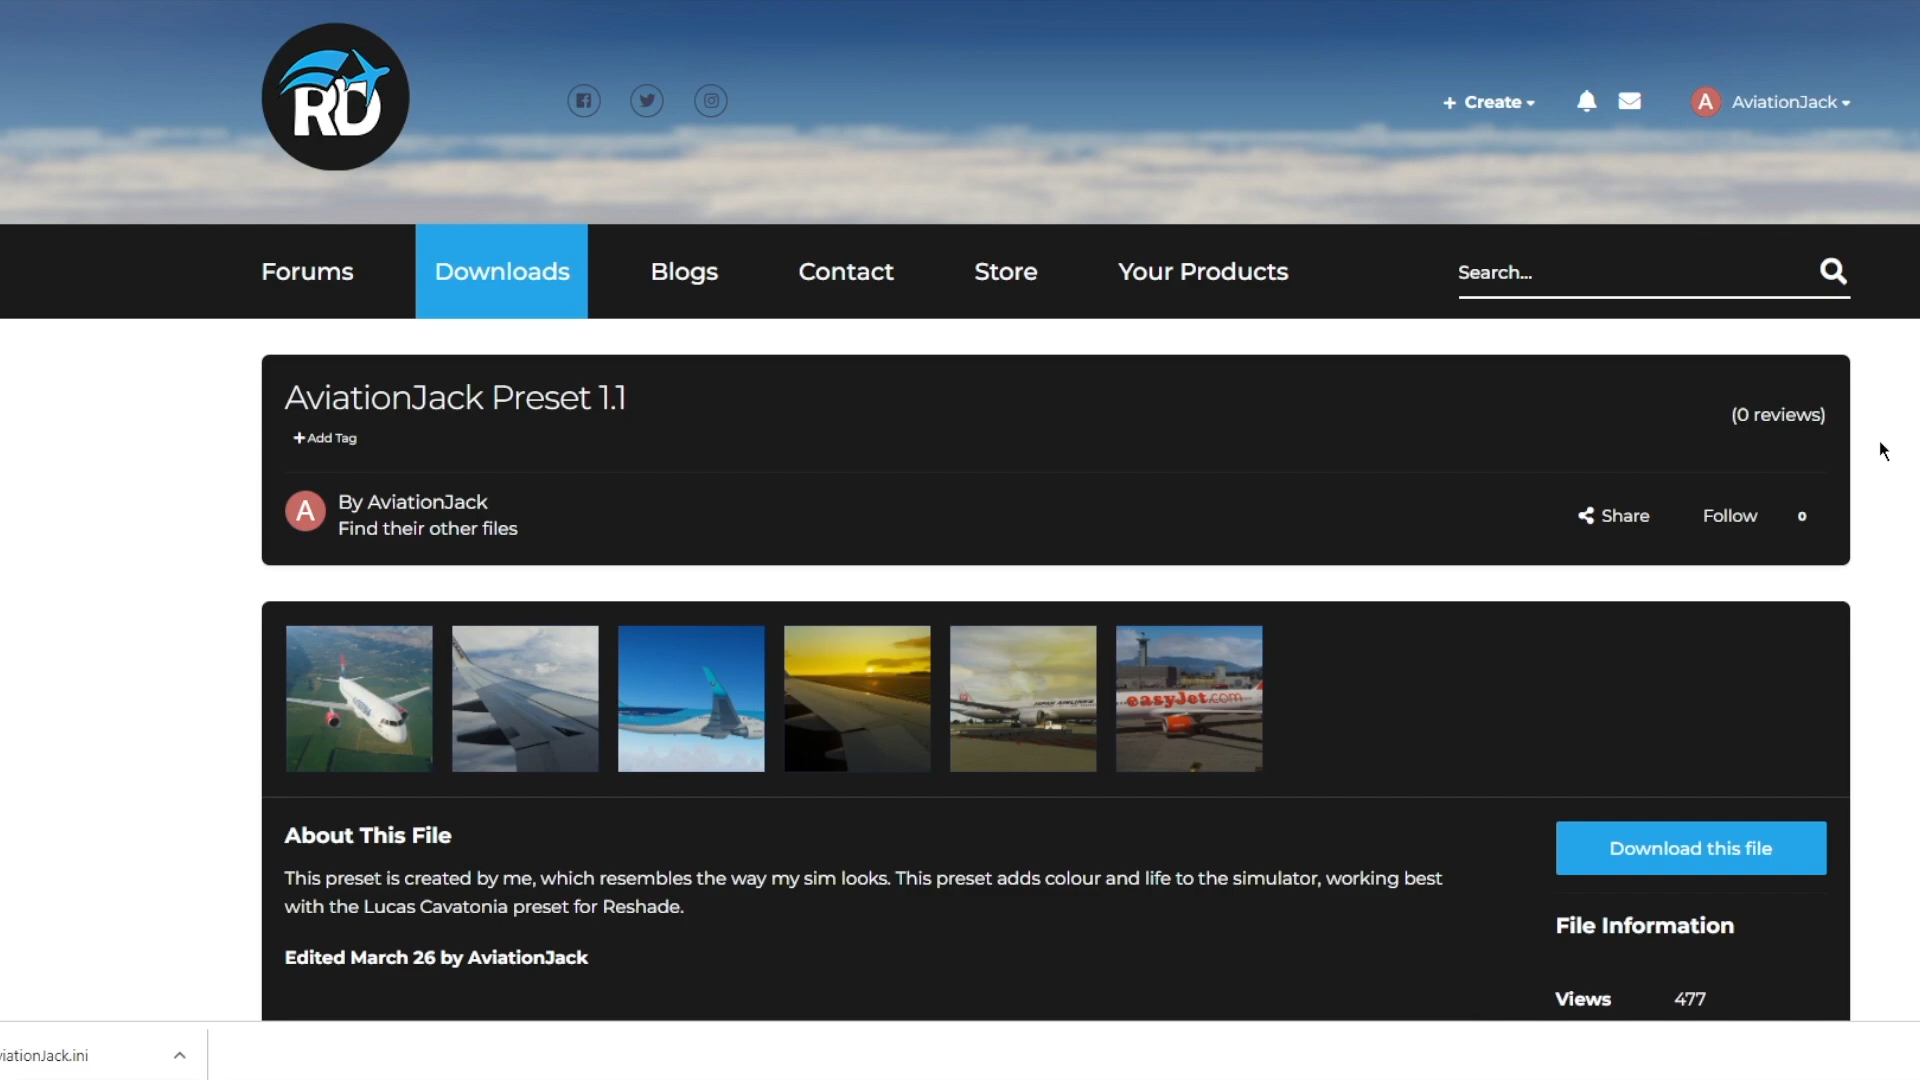 RD
+ Create
A AviationJack
Forums
Downloads
Blogs
Contact
Store
Your Products
Search...
AviationJack Preset 1.1
+Add Tag
(0 reviews)
A
By AviationJack
Find their other files
Share
Follow
0
JAPAN AIRLINES
easyJet.com
About This File
Download this file
This preset is created by me, which resembles the way my sim looks. This preset adds colour and life to the simulator, working best
with the Lucas Cavatonia preset for Reshade.
Edited March 26 by AviationJack
File Information
Views 477
viationJack.ini